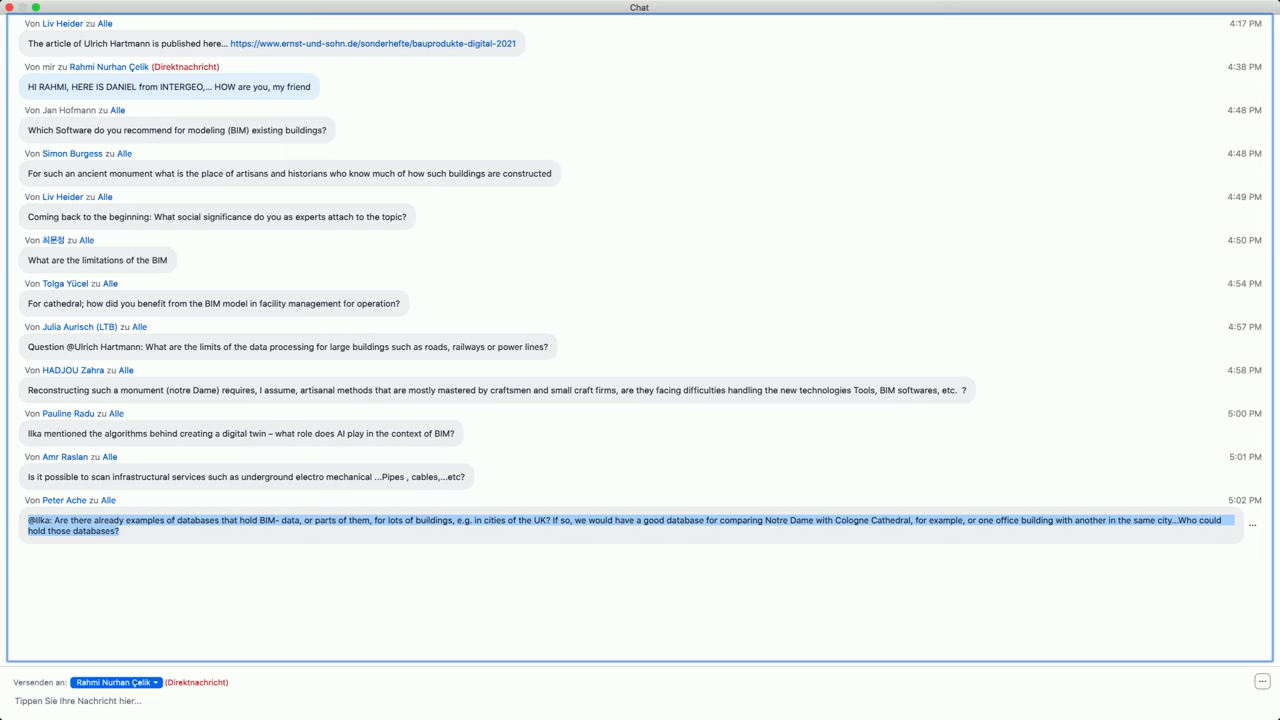 Chat
Von Liv Heider zu Alle 4:17 PM
The article of Ulrich Hartmann is published here... https://www.ernst-und-sohn.de/sonderhefte/bauprodukte-digital-2021
Von mir zu Rahmi Nurhan Çelik (Direktnachricht) 4:38 PM
HI RAHMI, HERE IS DANIEL from INTERGEO,... HOW are you, my friend
Von Jan Hofmann zu Alle 4:48 PM
Which Software do you recommend for modeling (BIM) existing buildings?
Von Simon Burgess zu Alle 4:48 PM
For such an ancient monument what is the place of artisans and historians who know much of how such buildings are constructed
Von Liv Heider zu Alle 4:49 PM
Coming back to the beginning: What social significance do you as experts attach to the topic?
Von 최문정 zu Alle 4:50 PM
What are the limitations of the BIM
Von Tolga Yücel zu Alle 4:54 PM
For cathedral; how did you benefit from the BIM model in facility management for operation?
Von Julia Aurisch (LTB) zu Alle 4:57 PM
Question @Ulrich Hartmann: What are the limits of the data processing for large buildings such as roads, railways or power lines?
Von HADJOU Zahra zu Alle 4:58 PM
Reconstructing such a monument (notre Dame) requires, I assume, artisanal methods that are mostly mastered by craftsmen and small craft firms, are they facing difficulties handling the new technologies Tools, BIM softwares, etc. ?
Von Pauline Radu zu Alle 5:00 PM
Ilka mentioned the algorithms behind creating a digital twin – what role does AI play in the context of BIM?
Von Amr Raslan zu Alle 5:01 PM
Is it possible to scan infrastructural services such as underground electro mechanical ...Pipes , cables,...etc?
Von Peter Ache zu Alle 5:02 PM
@Ilka: Are there already examples of databases that hold BIM- data, or parts of them, for lots of buildings, e.g. in cities of the UK? If so, we would have a good database for comparing Notre Dame with Cologne Cathedral, for example, or one office building with another in the same city...Who could
hold those databases?
Versenden an: Rahmi Nurhan Çelik (Direktnachricht)
Tippen Sie Ihre Nachricht hier...